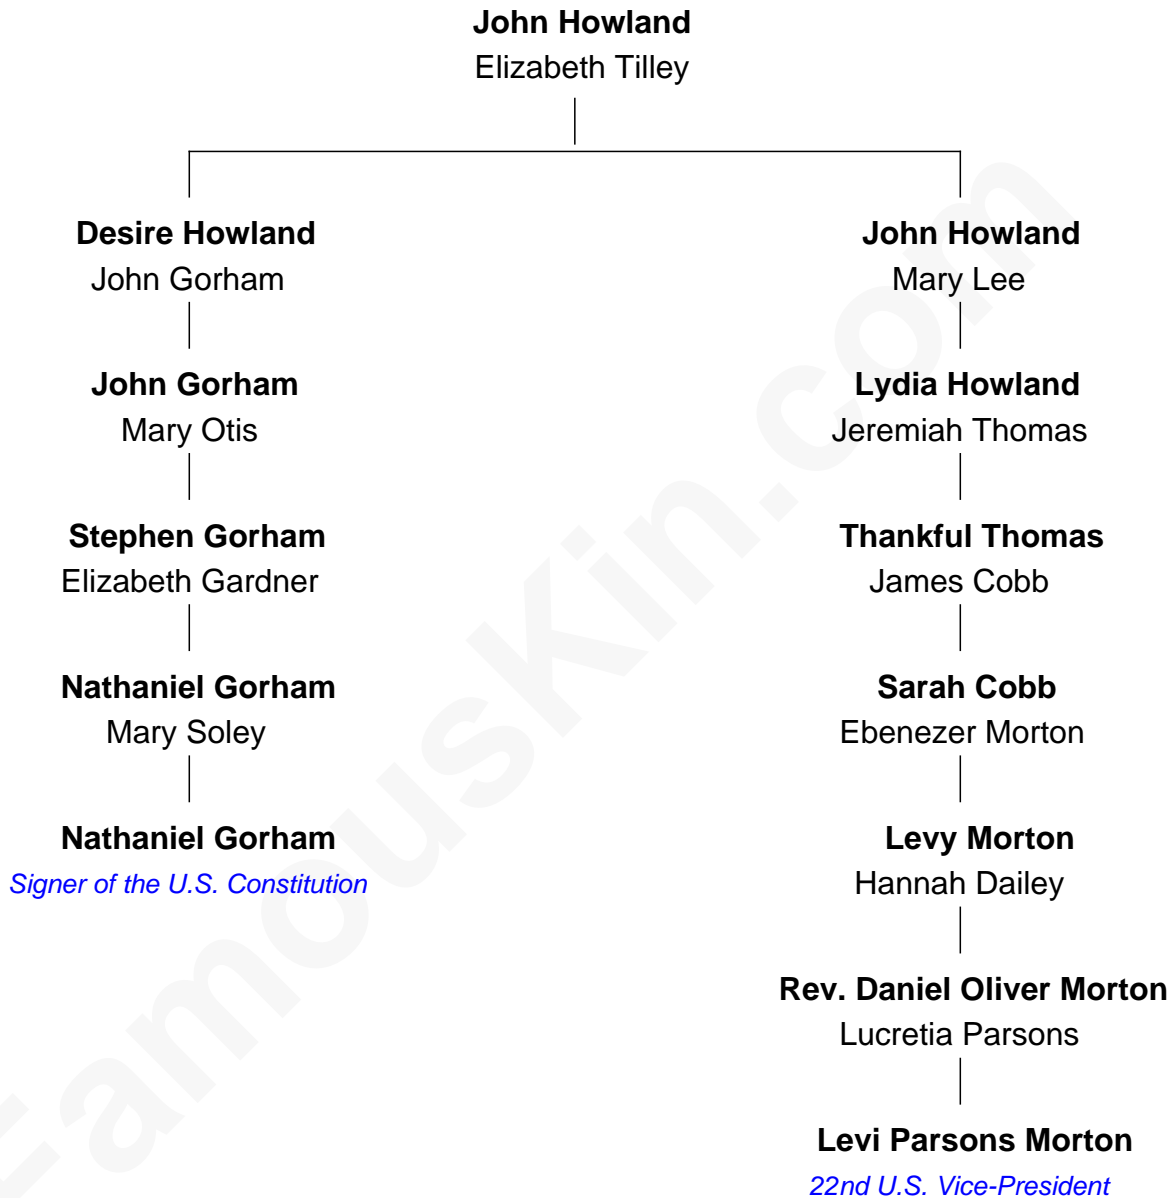 John Howland
Elizabeth Tilley
Desire Howland
John Gorham
John Howland
Mary Lee
John Gorham
Mary Otis
Lydia Howland
Jeremiah Thomas
Stephen Gorham
Elizabeth Gardner
Thankful Thomas
James Cobb
Nathaniel Gorham
Mary Soley
Sarah Cobb
Ebenezer Morton
Nathaniel Gorham
Signer of the U.S. Constitution
Levy Morton
Hannah Dailey
Rev. Daniel Oliver Morton
Lucretia Parsons
Levi Parsons Morton
22nd U.S. Vice-President
FamousKin.com